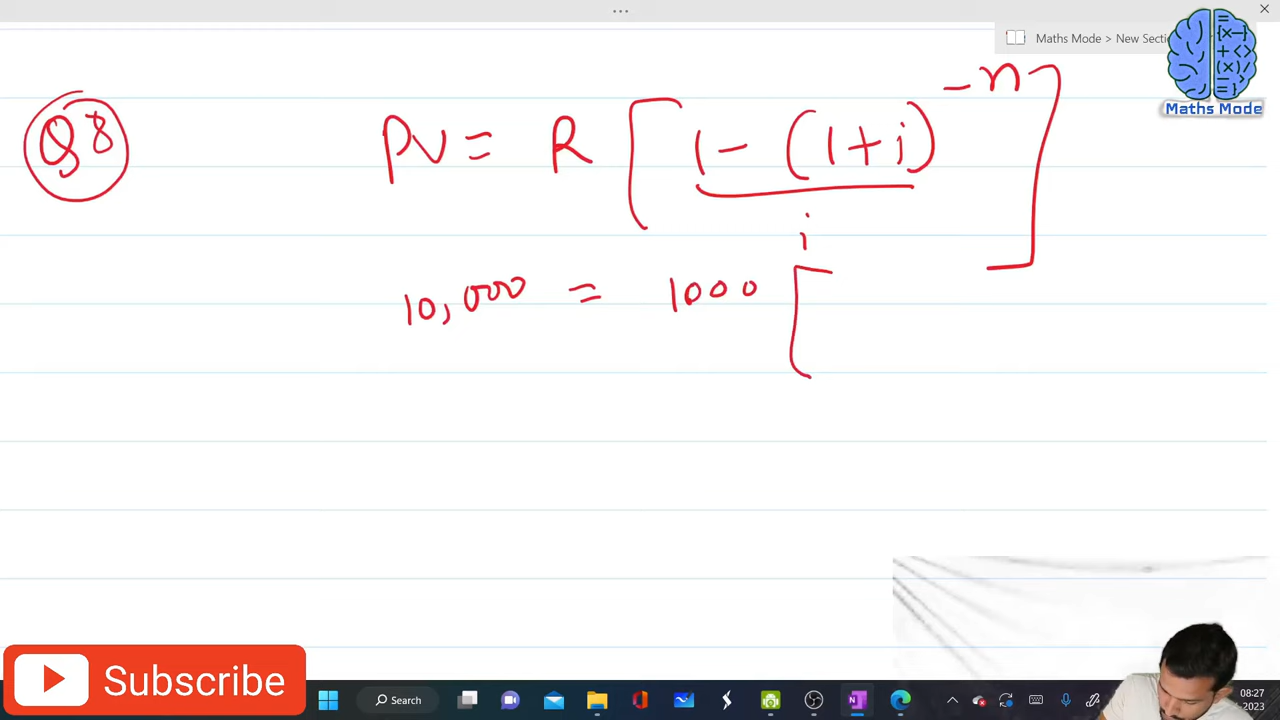 ...
Maths Mode > New Secti
Maths Mode
Q8
PV = R [ 1 - (1+i)^-n / i ]
10,000 = 1000 [
Subscribe
Search
08:27
2023